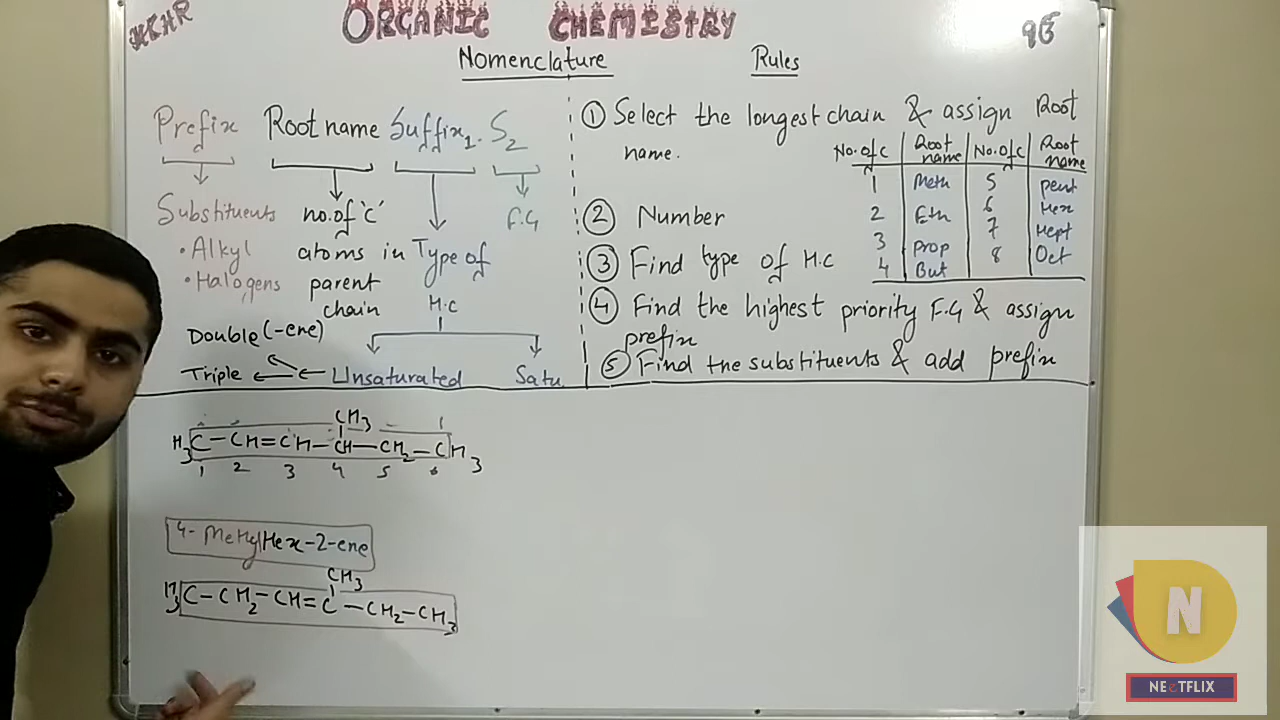 HCHR
ORGANIC CHEMISTRY
Nomenclature Rules
Prefix Root name Suffix1. S2
Substituents
• Alkyl
• Halogens
no. of 'C'
atoms in
parent
chain
Type of
H.C
F.G
Double (-ene)
Triple
Unsaturated
Satu
① Select the longest chain & assign Root
name.
No. of C Root name No. of C Root name
1 Meth 5 pent
2 Eth 6 Hex
3 Prop 7 Hept
4 But 8 Oct
② Number
③ Find type of H.C
④ Find the highest priority F.G & assign
prefix
⑤ Find the substituents & add prefix
CH3
H3C-CH=CH-CH-CH2-CH3
1 2 3 4 5 6
4-MethylHex-2-ene
CH3
H3C-CH2-CH=C-CH2-CH3
N
NEeTFLIX